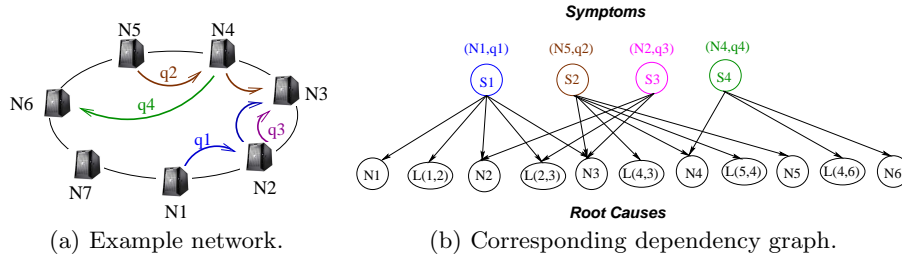 Symptoms
N5 N4
q2
N6 q4 N3
q1 q3
N7 N2
N1
(N1,q1) (N5,q2) (N2,q3) (N4,q4)
S1 S2 S3 S4
N1 L(1,2) N2 L(2,3) N3 L(4,3) N4 L(5,4) N5 L(4,6) N6
Root Causes
(a) Example network. (b) Corresponding dependency graph.